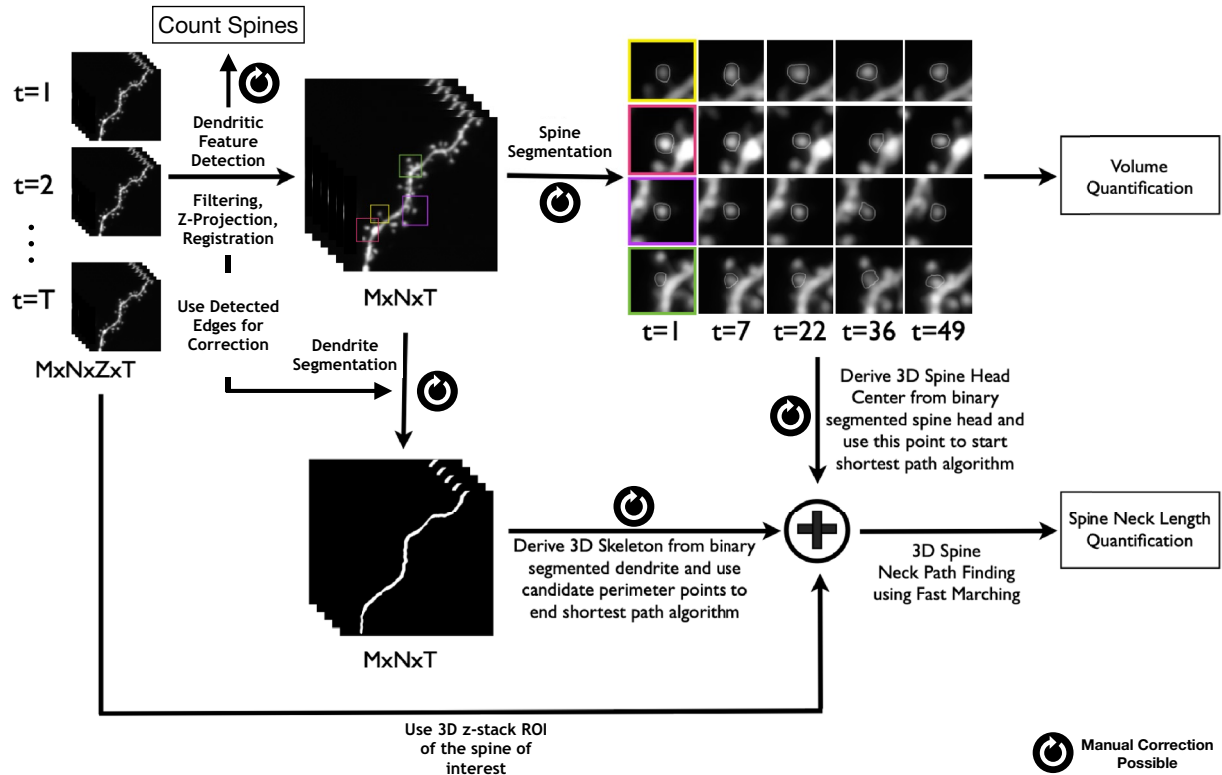 Count Spines
t=1
t=2
t=T
MxNxZxT
Dendritic
Feature
Detection
Filtering,
Z-Projection,
Registration
Use Detected
Edges for
Correction
MxNxT
Spine
Segmentation
t=1
t=7
t=22
t=36
t=49
Volume
Quantification
Dendrite
Segmentation
Derive 3D Spine Head
Center from binary
segmented spine head and
use this point to start
shortest path algorithm
MxNxT
Derive 3D Skeleton from binary
segmented dendrite and use
candidate perimeter points to
end shortest path algorithm
3D Spine
Neck Path Finding
using Fast Marching
Spine Neck Length
Quantification
Use 3D z-stack ROI
of the spine of
interest
Manual Correction
Possible